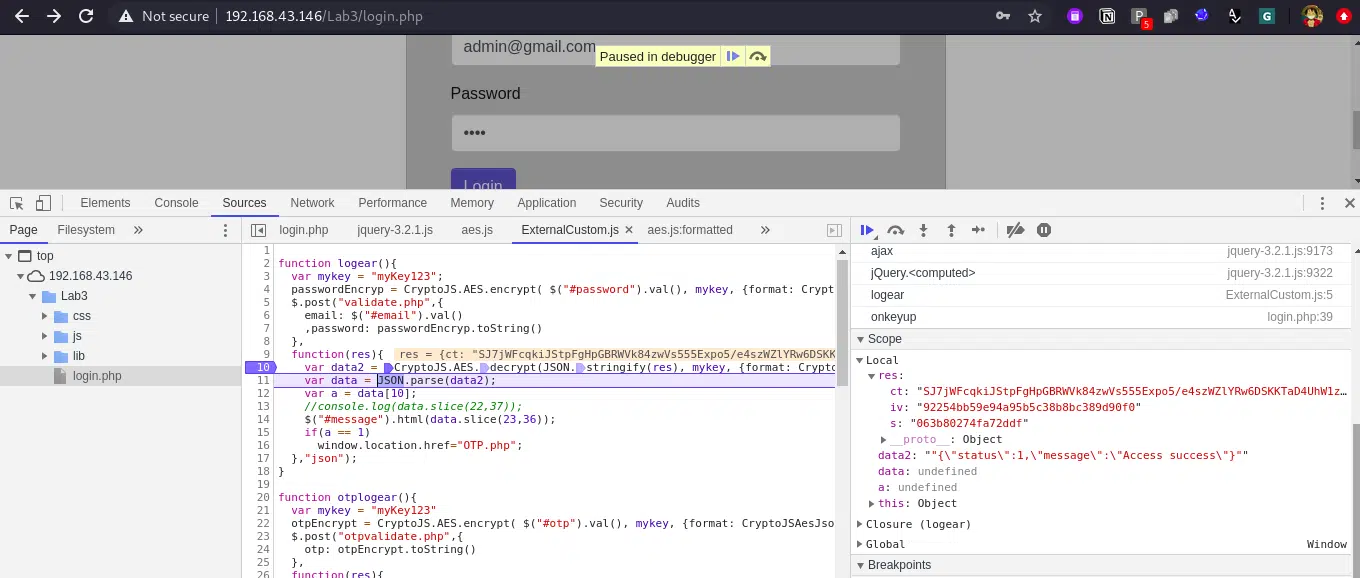 Not secure 192.168.43.146/Lab3/login.php
5
G
admin@gmail.com
Paused in debugger
Password
••••
Login
Elements Console Sources Network Performance Memory Application Security Audits
Page Filesystem »
login.php jquery-3.2.1.js aes.js ExternalCustom.js × aes.js:formatted »
top
192.168.43.146
Lab3
css
js
lib
login.php
1
2 function logear(){
3 var mykey = "myKey123";
4 passwordEncryp = CryptoJS.AES.encrypt( $("#password").val(), mykey, {format: Crypt
5 $.post("validate.php",{
6 email: $("#email").val()
7 ,password: passwordEncryp.toString()
8 },
9 function(res){ res = {ct: "SJ7jWFcqkiJStpFgHpGBRWVk84zwVs555Expo5/e4szWZlYRw6DSKK
10 var data2 = CryptoJS.AES.decrypt(JSON.stringify(res), mykey, {format: Crypto
11 var data = JSON.parse(data2);
12 var a = data[10];
13 //console.log(data.slice(22,37));
14 $("#message").html(data.slice(23,36));
15 if(a == 1)
16 window.location.href="OTP.php";
17 },"json");
18 }
19
20 function otplogear(){
21 var mykey = "myKey123"
22 otpEncrypt = CryptoJS.AES.encrypt( $("#otp").val(), mykey, {format: CryptoJSAesJso
23 $.post("otpvalidate.php",{
24 otp: otpEncrypt.toString()
25 },
26 function(res){
ajax jquery-3.2.1.js:9173
jQuery.<computed> jquery-3.2.1.js:9322
logear ExternalCustom.js:5
onkeyup login.php:39
Scope
Local
res:
ct: "SJ7jWFcqkiJStpFgHpGBRWVk84zwVs555Expo5/e4szWZlYRw6DSKKTaD4UhW1z…
iv: "92254bb59e94a95b5c38b8bc389d90f0"
s: "063b80274fa72ddf"
__proto__: Object
data2: ""{\"status\":1,\"message\":\"Access success\"}""
data: undefined
a: undefined
this: Object
Closure (logear)
Global Window
Breakpoints